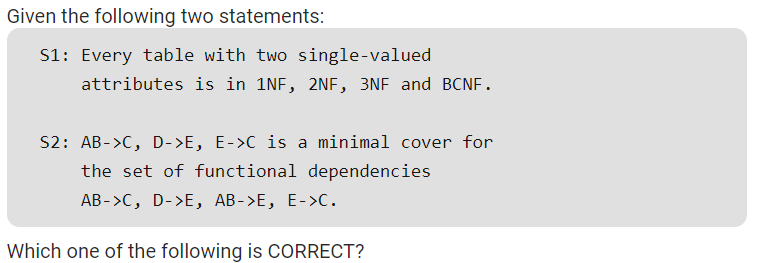 Given the following two statements:
S1: Every table with two single-valued
attributes is in 1NF, 2NF, 3NF and BCNF.
S2: AB->C, D->E, E->C is a minimal cover for
the set of functional dependencies
AB->C, D->E, AB->E, E->C.
Which one of the following is CORRECT?